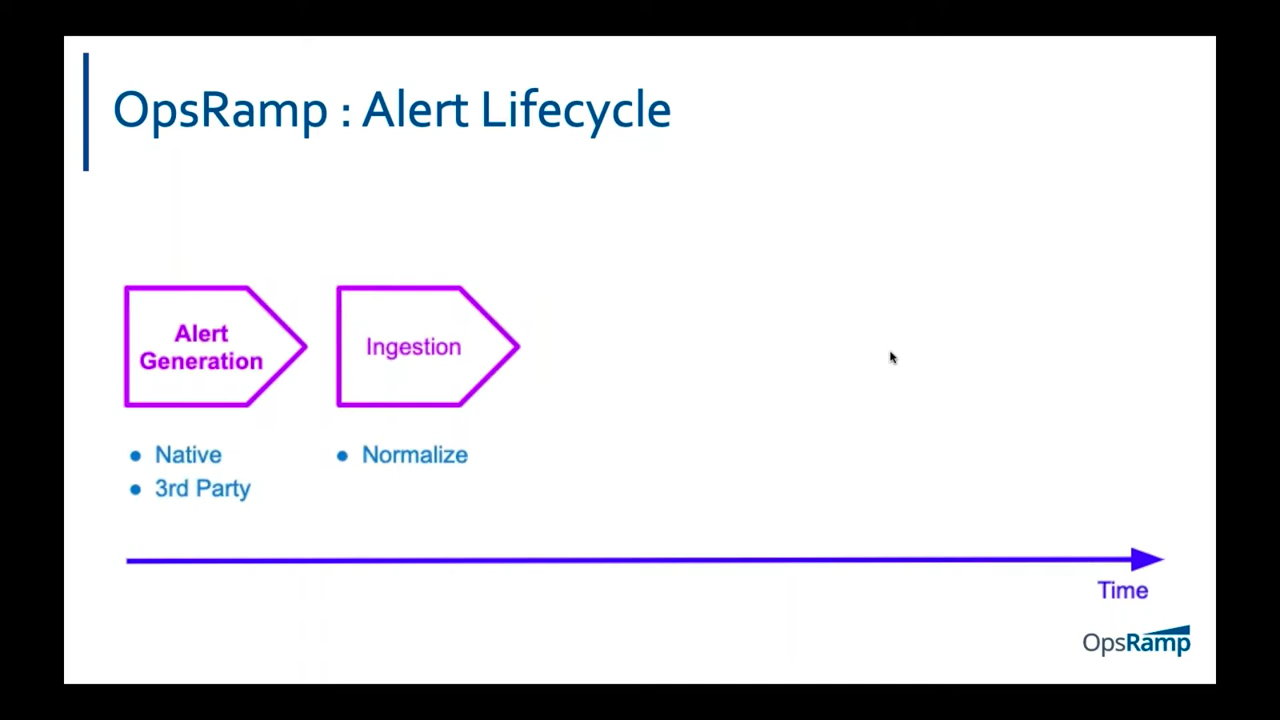 OpsRamp : Alert Lifecycle
Alert
Generation
Ingestion
● Native
● 3rd Party
● Normalize
Time
OpsRamp